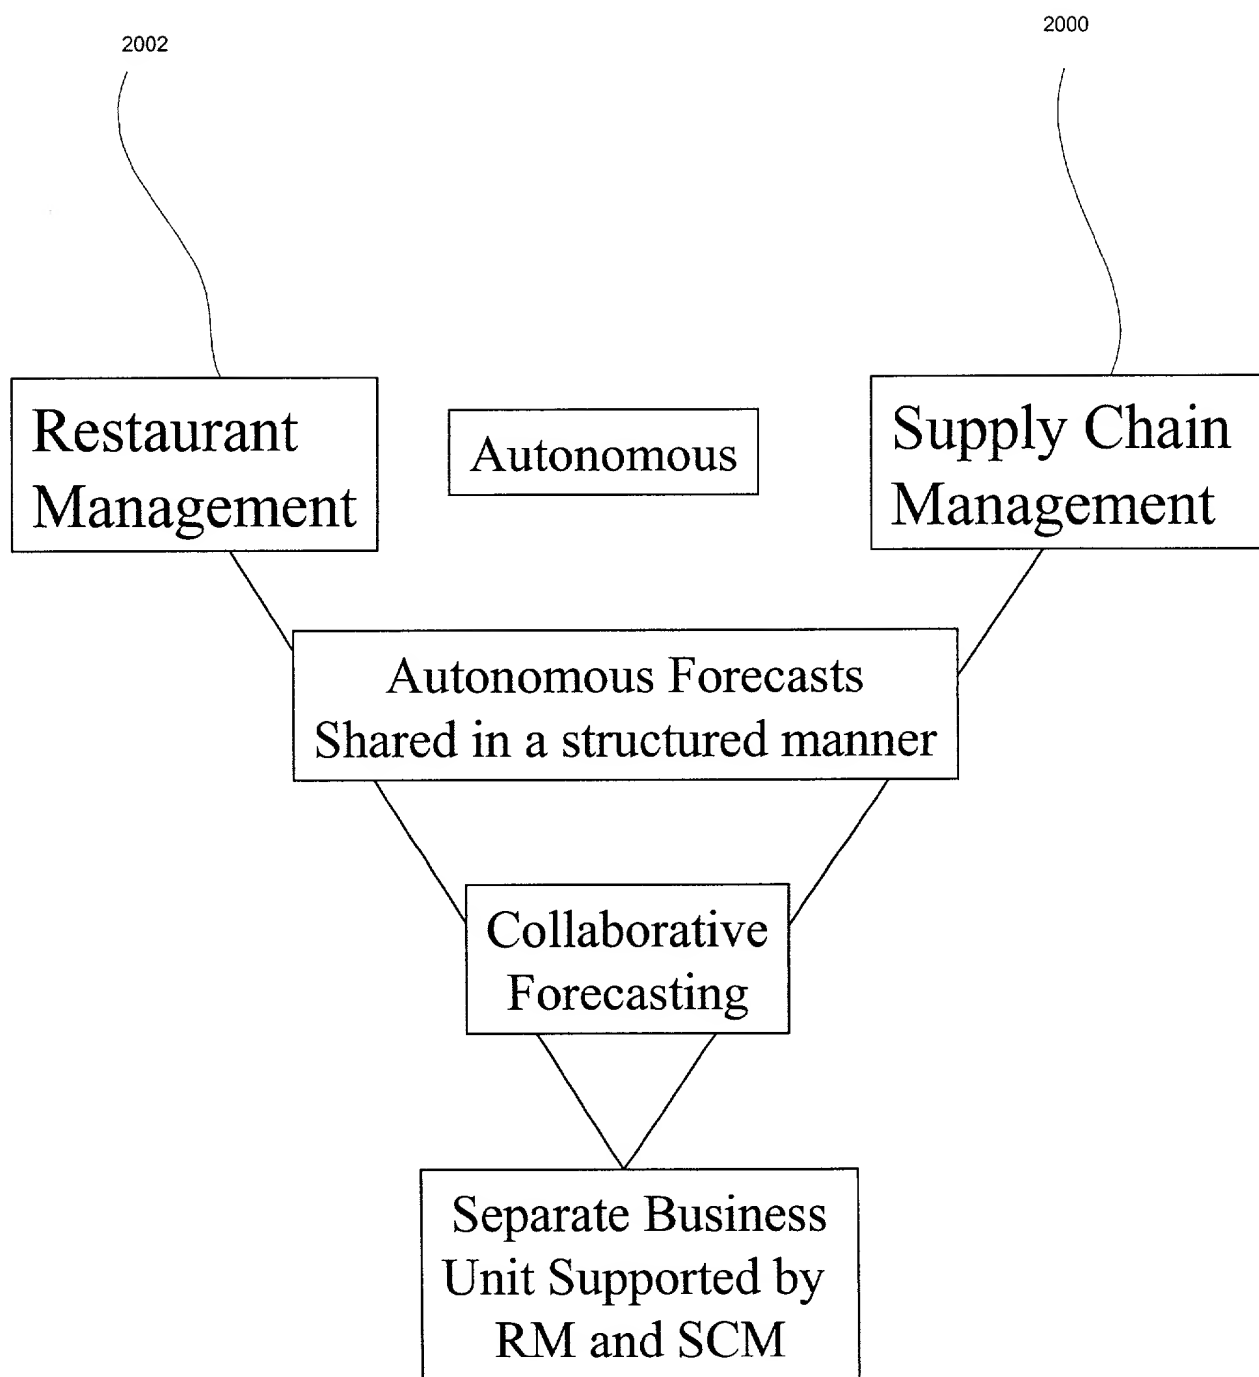 2002
2000
Restaurant
Management
Autonomous
Supply Chain
Management
Autonomous Forecasts
Shared in a structured manner
Collaborative
Forecasting
Separate Business
Unit Supported by
RM and SCM